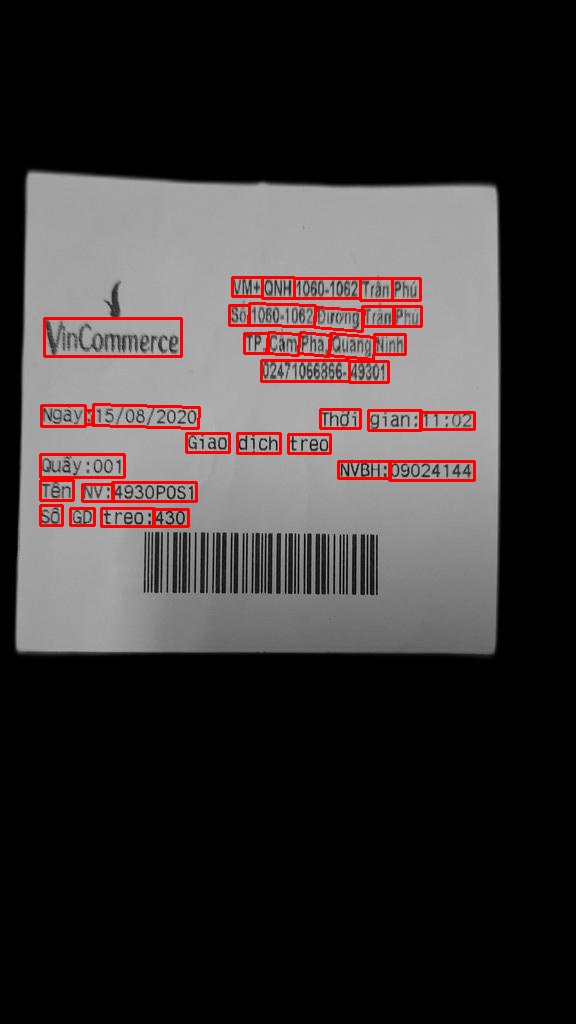 VinCommerce
VM+ QNH 1060-1062 Trần Phú
Số 1060-1062 Đường Trần Phú
TP. Cẩm Phả, Quảng Ninh
02471066866-49301
Ngày:15/08/2020 Thời gian:11:02
Giao dịch treo
Quầy:001 NVBH:09024144
Tên NV:4930POS1
Số GD treo:430